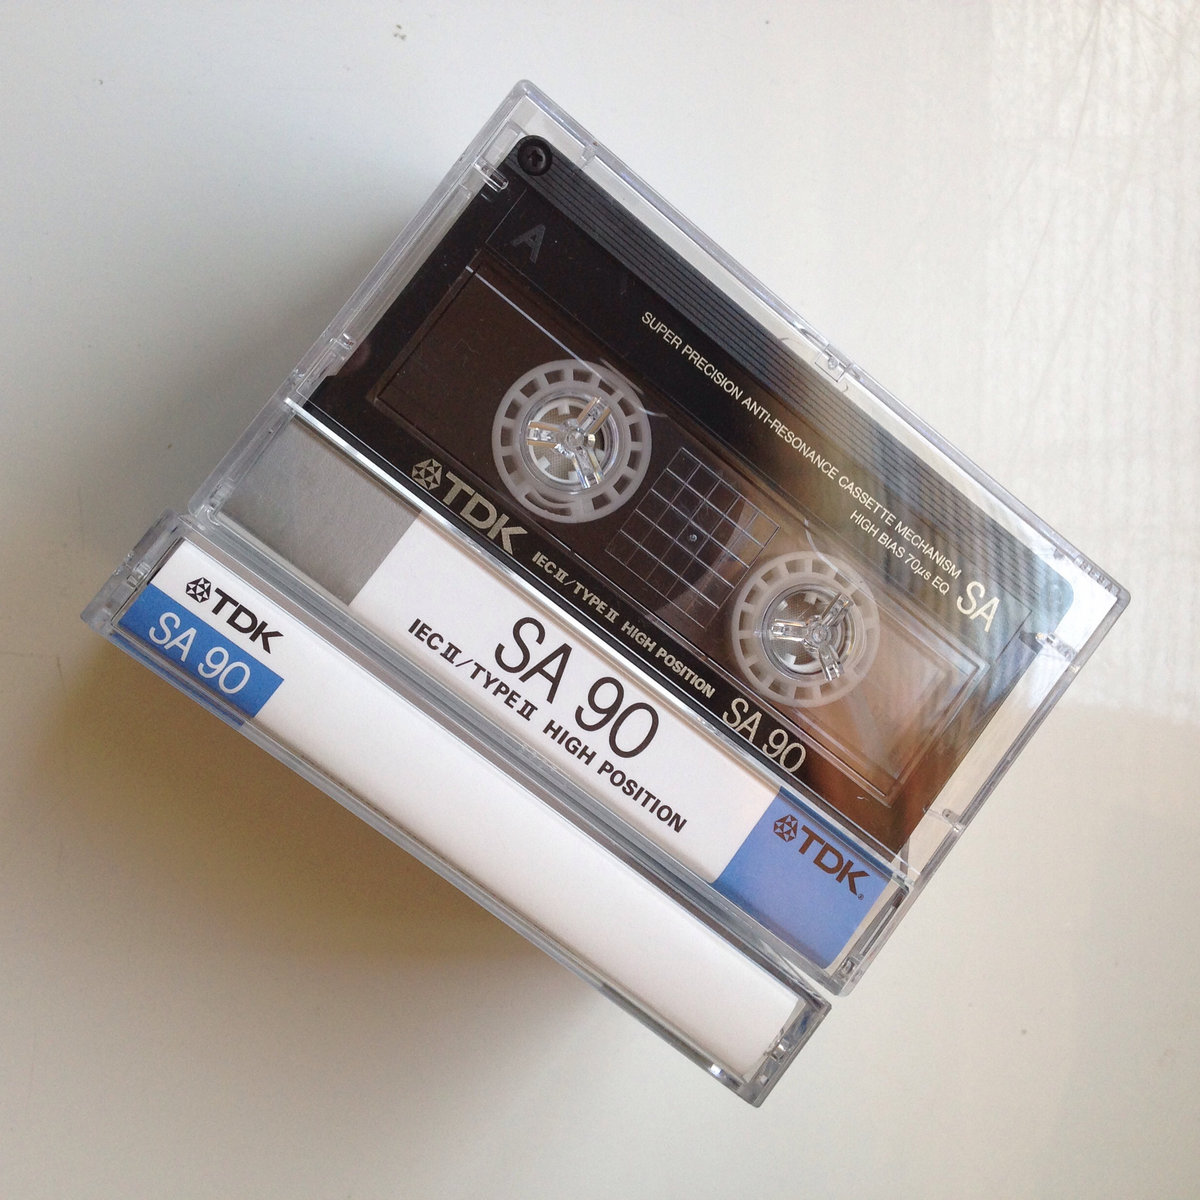 A
SUPER PRECISION ANTI-RESONANCE CASSETTE MECHANISM
HIGH BIAS 70µs EQ
SA
TDK
IEC II/TYPE II HIGH POSITION
SA 90
SA 90
IEC II/TYPE II HIGH POSITION
TDK®
TDK
SA 90